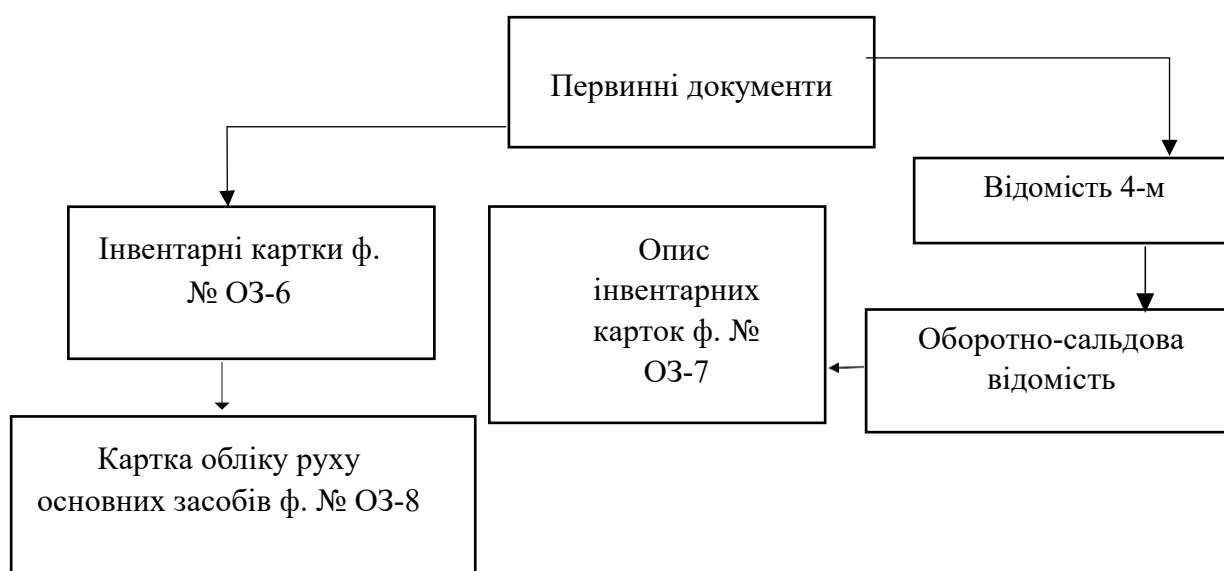 Первинні документи
Відомість 4-м
Інвентарні картки ф.
№ ОЗ-6
Опис
інвентарних
карток ф. №
ОЗ-7
Оборотно-сальдова
відомість
Картка обліку руху
основних засобів ф. № ОЗ-8